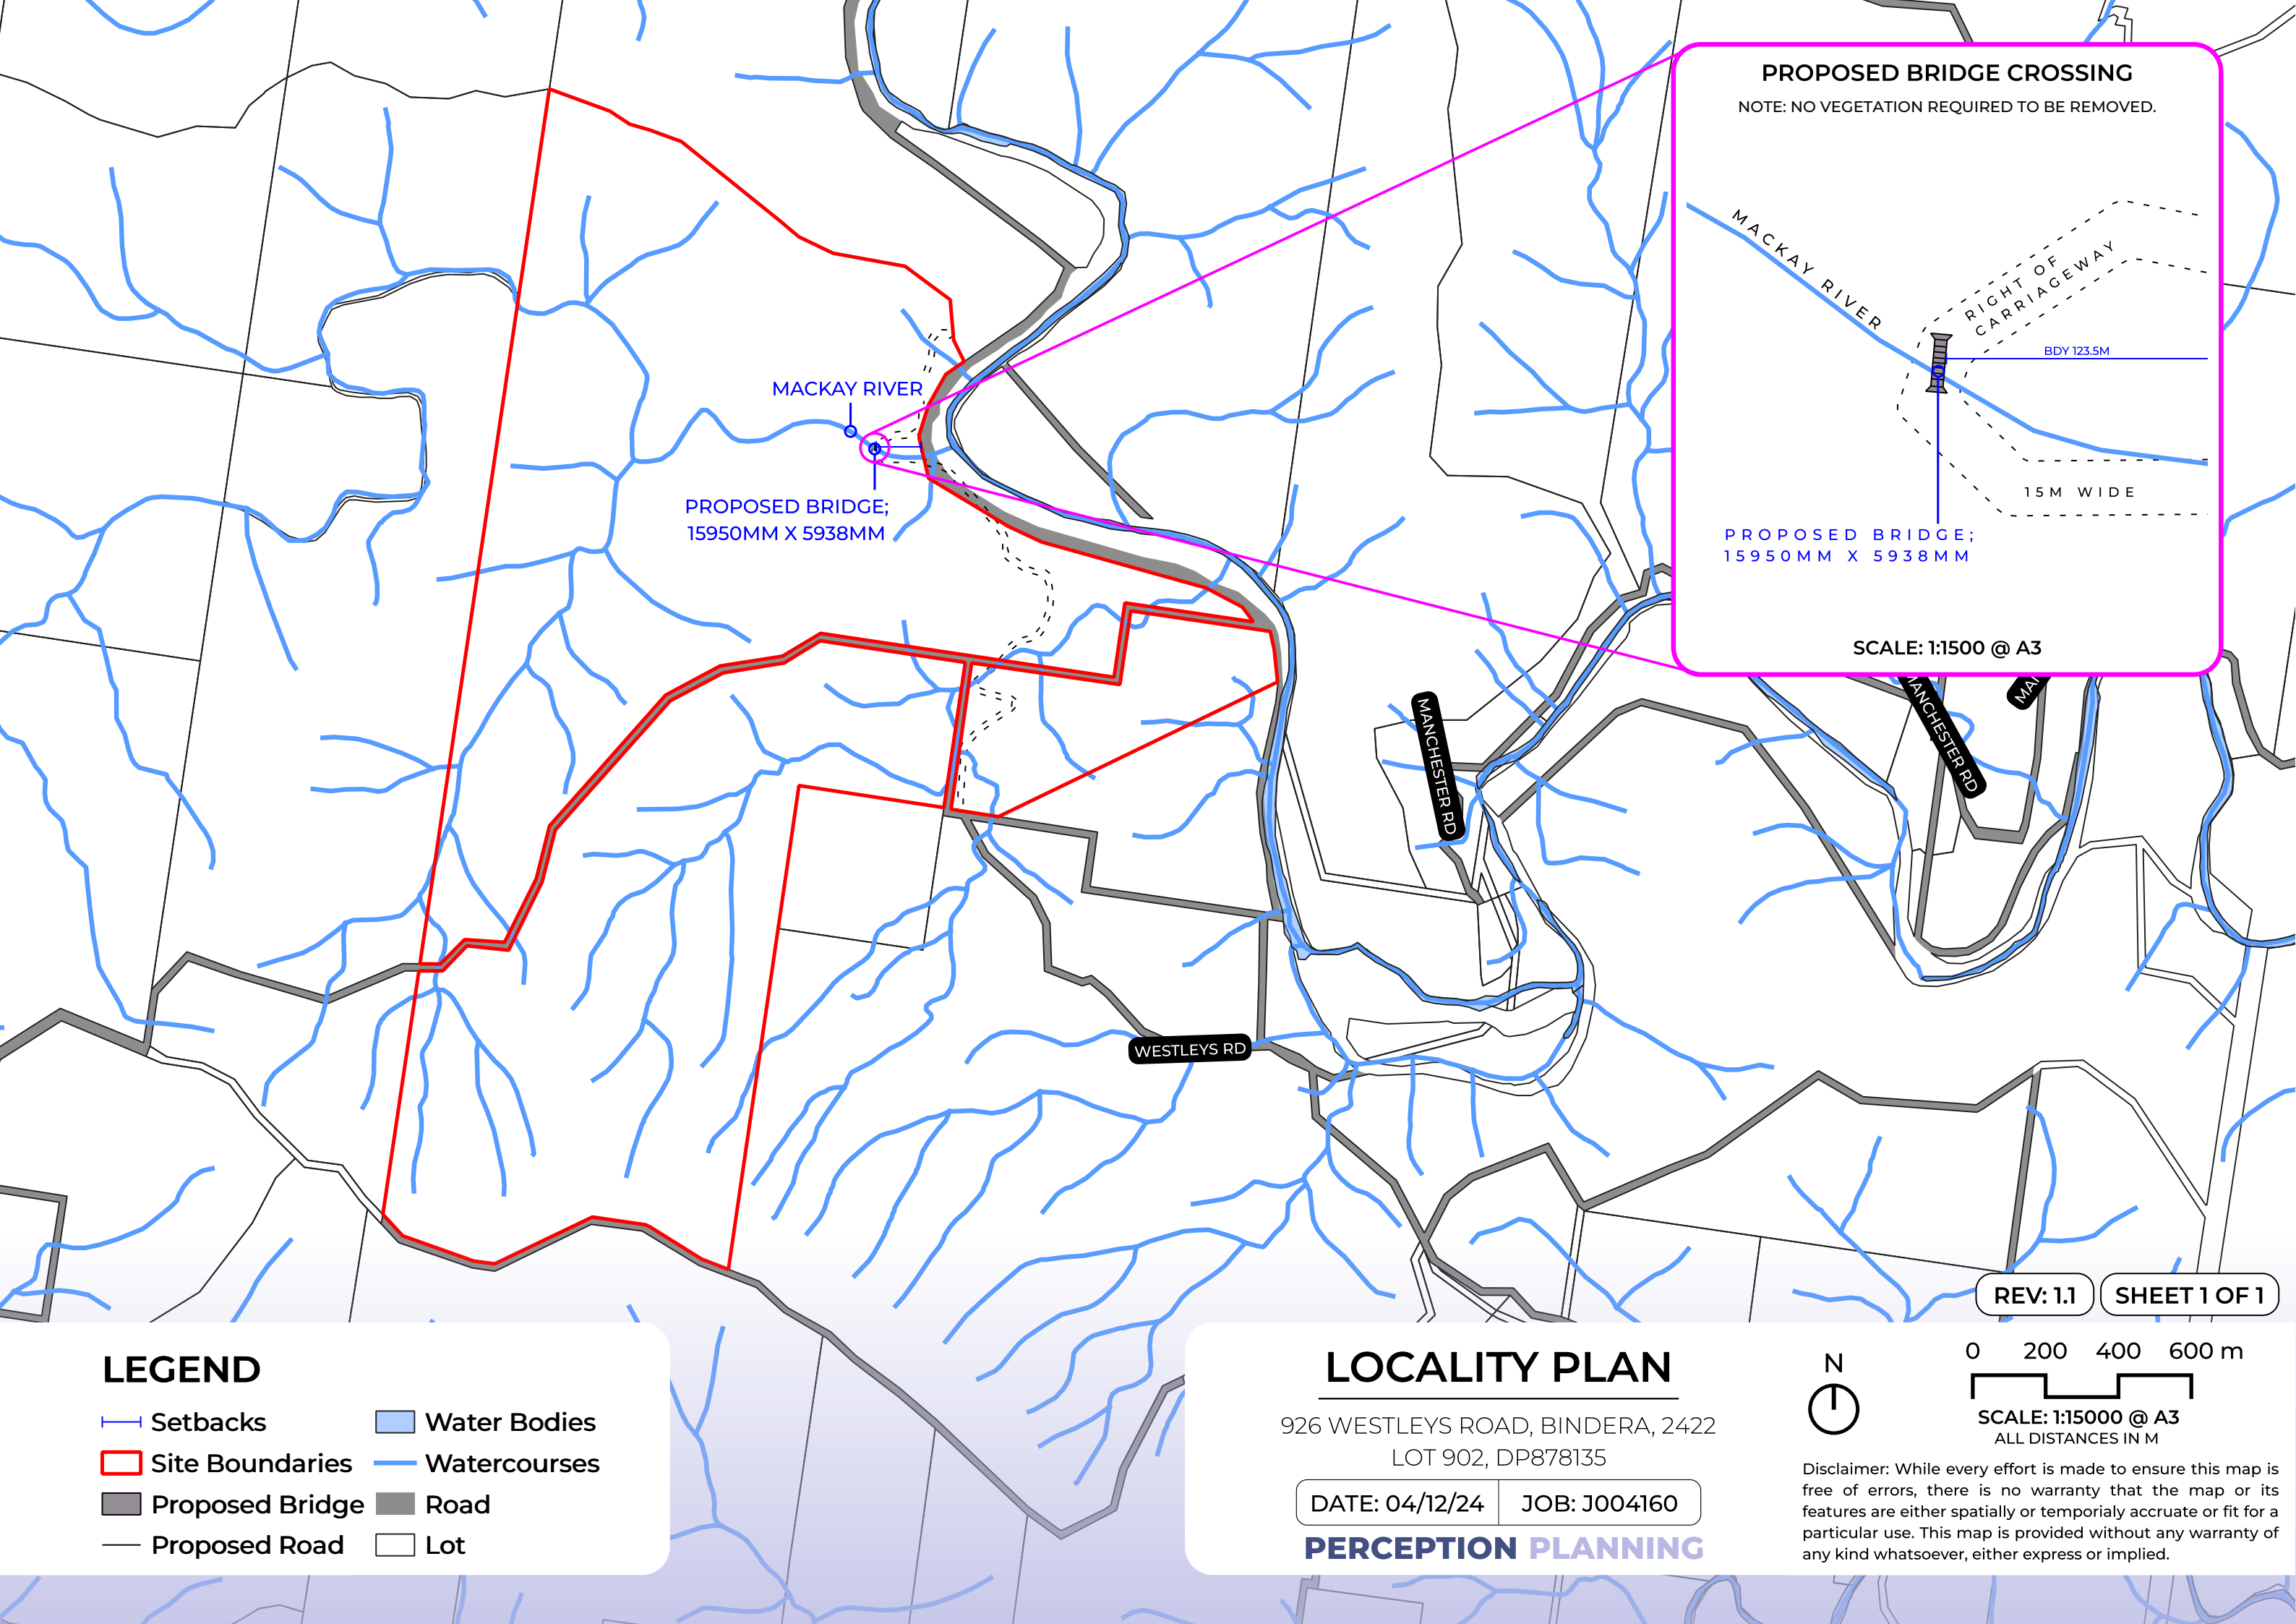 PROPOSED BRIDGE CROSSING
NOTE: NO VEGETATION REQUIRED TO BE REMOVED.
MACKAY RIVER
RIGHT OF
CARRIAGEWAY
BDY 123.5M
15M WIDE
PROPOSED BRIDGE;
15950MM X 5938MM
SCALE: 1:1500 @ A3
MACKAY RIVER
PROPOSED BRIDGE;
15950MM X 5938MM
MANCHESTER RD
MANCHESTER RD
WESTLEYS RD
REV: 1.1
SHEET 1 OF 1
LEGEND
Setbacks
Site Boundaries
Proposed Bridge
Proposed Road
Water Bodies
Watercourses
Road
Lot
LOCALITY PLAN
926 WESTLEYS ROAD, BINDERA, 2422
LOT 902, DP878135
DATE: 04/12/24
JOB: J004160
PERCEPTION PLANNING
N
0 200 400 600 m
SCALE: 1:15000 @ A3
ALL DISTANCES IN M
Disclaimer: While every effort is made to ensure this map is
free of errors, there is no warranty that the map or its
features are either spatially or temporialy accruate or fit for a
particular use. This map is provided without any warranty of
any kind whatsoever, either express or implied.